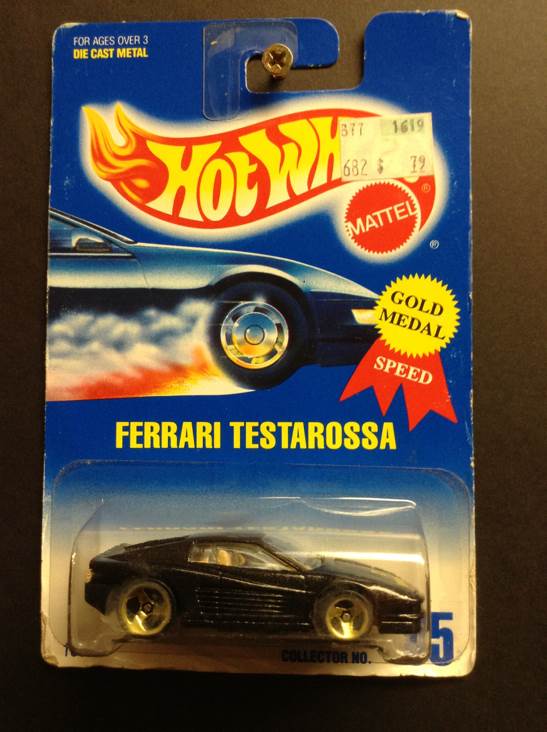 FOR AGES OVER 3
DIE CAST METAL
HOT WH
377 1619
682 $ .79
MATTEL
®
®
GOLD
MEDAL
SPEED
FERRARI TESTAROSSA
COLLECTOR NO. 5